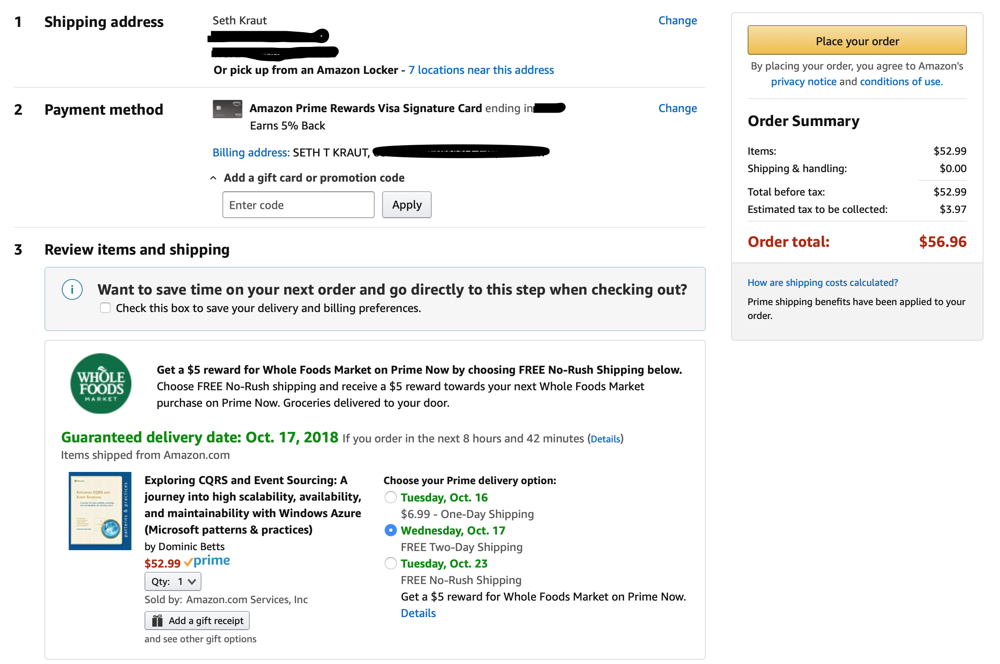 1 Shipping address
Seth Kraut
Change
Or pick up from an Amazon Locker - 7 locations near this address
2 Payment method
Amazon Prime Rewards Visa Signature Card ending in
Change
Earns 5% Back
Billing address: SETH T KRAUT,
Add a gift card or promotion code
Enter code
Apply
3 Review items and shipping
Want to save time on your next order and go directly to this step when checking out?
Check this box to save your delivery and billing preferences.
WHOLE
FOODS
MARKET
Get a $5 reward for Whole Foods Market on Prime Now by choosing FREE No-Rush Shipping below.
Choose FREE No-Rush shipping and receive a $5 reward towards your next Whole Foods Market
purchase on Prime Now. Groceries delivered to your door.
Guaranteed delivery date: Oct. 17, 2018 If you order in the next 8 hours and 42 minutes (Details)
Items shipped from Amazon.com
Microsoft
EXPLORING CQRS AND
EVENT SOURCING
patterns & practices
Exploring CQRS and Event Sourcing: A
journey into high scalability, availability,
and maintainability with Windows Azure
(Microsoft patterns & practices)
by Dominic Betts
$52.99 prime
Qty: 1
Sold by: Amazon.com Services, Inc
Add a gift receipt
and see other gift options
Choose your Prime delivery option:
Tuesday, Oct. 16
$6.99 - One-Day Shipping
Wednesday, Oct. 17
FREE Two-Day Shipping
Tuesday, Oct. 23
FREE No-Rush Shipping
Get a $5 reward for Whole Foods Market on Prime Now.
Details
Place your order
By placing your order, you agree to Amazon's
privacy notice and conditions of use.
Order Summary
Items: $52.99
Shipping & handling: $0.00
Total before tax: $52.99
Estimated tax to be collected: $3.97
Order total: $56.96
How are shipping costs calculated?
Prime shipping benefits have been applied to your
order.